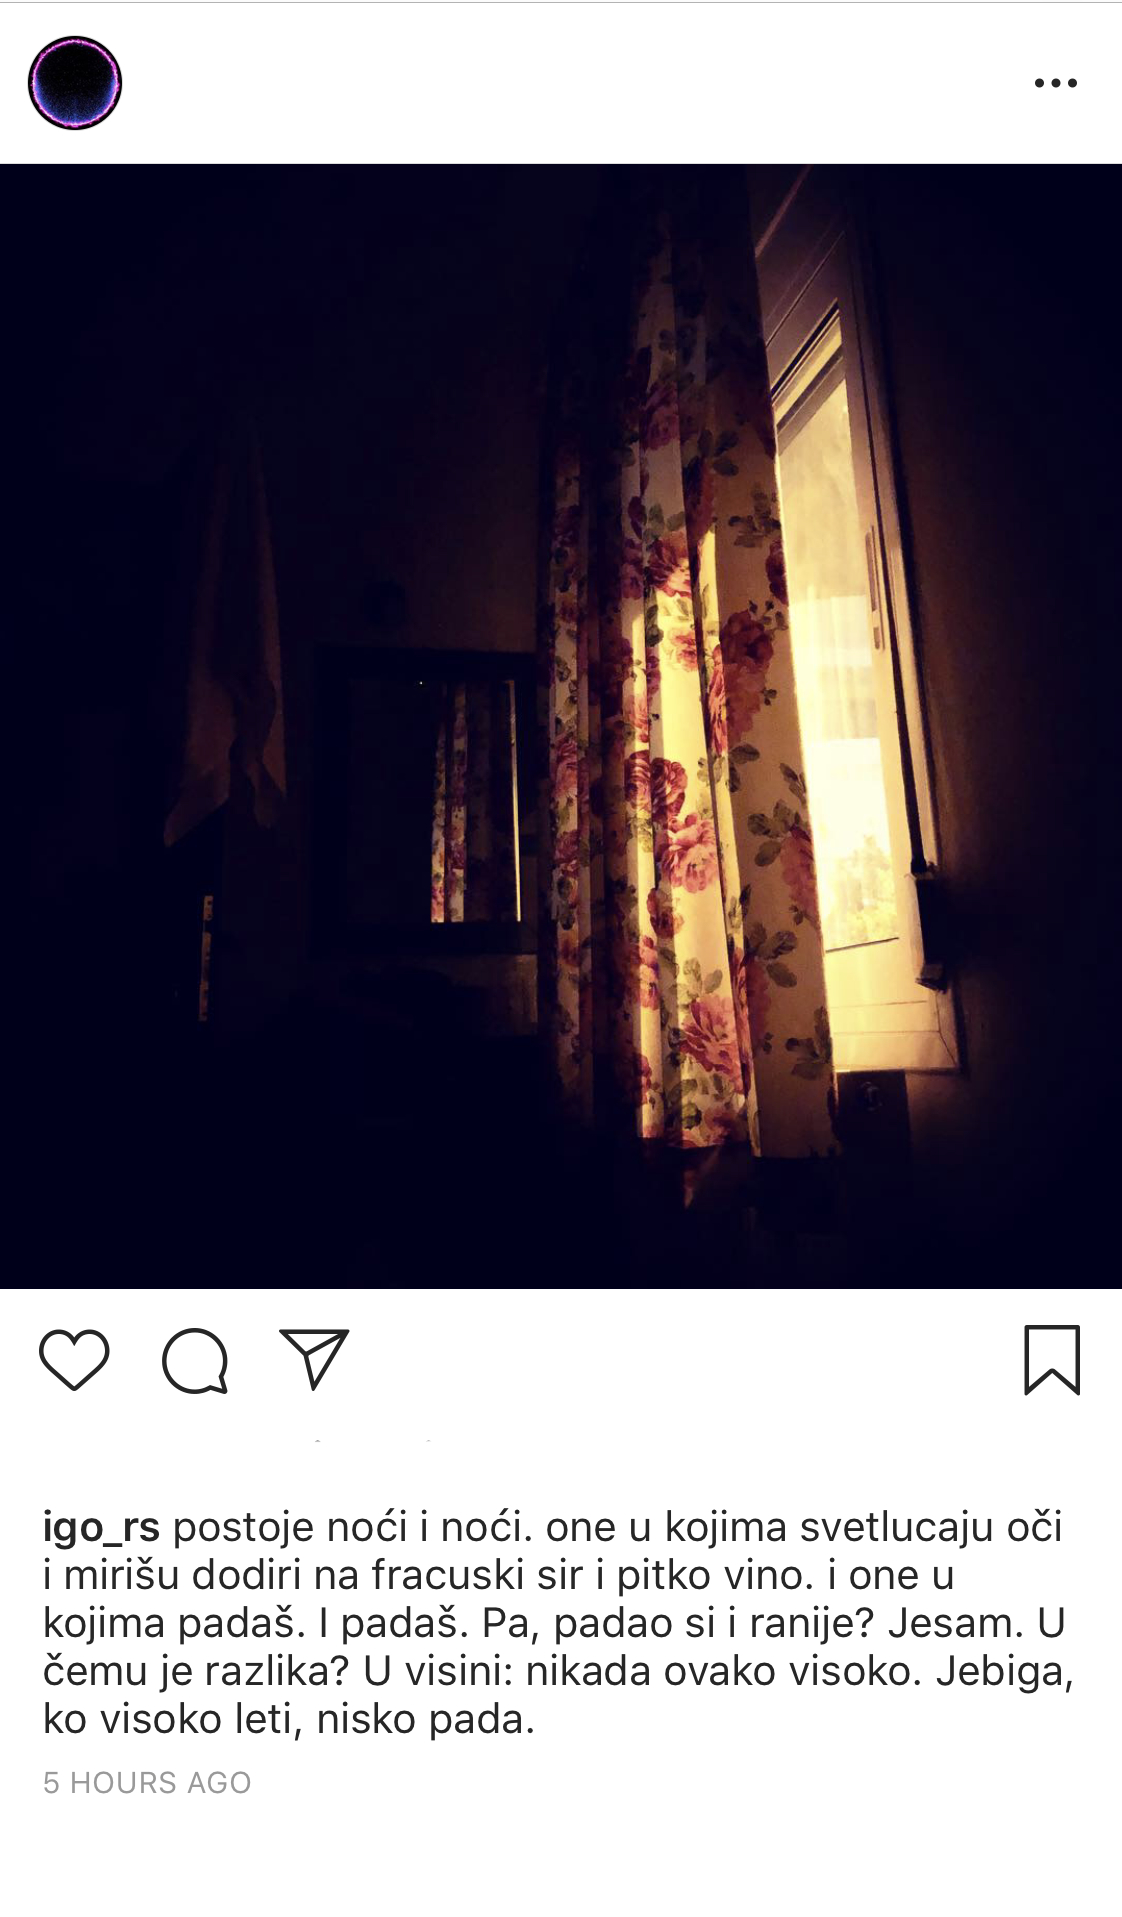 igo_rs postoje noći i noći. one u kojima svetlucaju oči
i mirišu dodiri na fracuski sir i pitko vino. i one u
kojima padaš. I padaš. Pa, padao si i ranije? Jesam. U
čemu je razlika? U visini: nikada ovako visoko. Jebiga,
ko visoko leti, nisko pada.
5 HOURS AGO